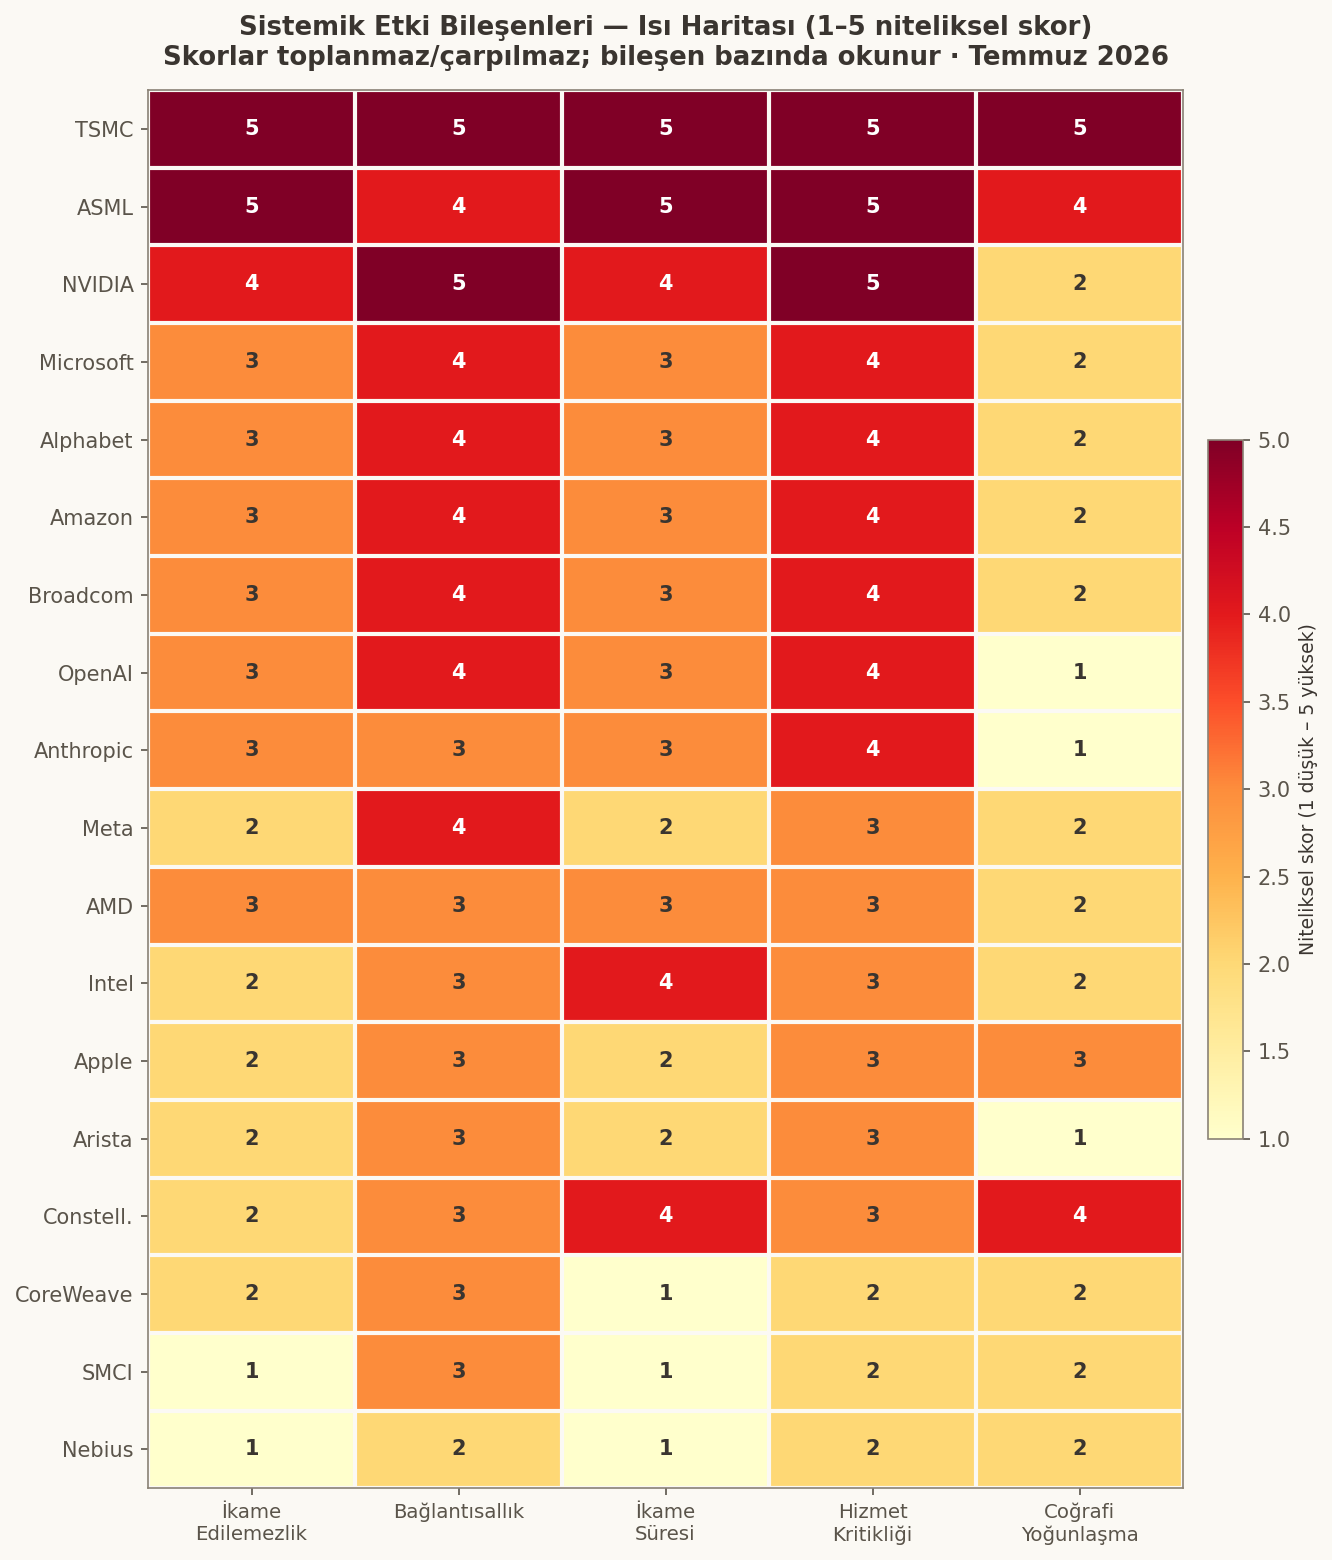 Sistemik Etki Bileşenleri — Isı Haritası (1–5 niteliksel skor)
Skorlar toplanmaz/çarpılmaz; bileşen bazında okunur · Temmuz 2026
TSMC 5 5 5 5 5
ASML 5 4 5 5 4
NVIDIA 4 5 4 5 2
Microsoft 3 4 3 4 2
Alphabet 3 4 3 4 2
Amazon 3 4 3 4 2
Broadcom 3 4 3 4 2
OpenAI 3 4 3 4 1
Anthropic 3 3 3 4 1
Meta 2 4 2 3 2
AMD 3 3 3 3 2
Intel 2 3 4 3 2
Apple 2 3 2 3 3
Arista 2 3 2 3 1
Constell. 2 3 4 3 4
CoreWeave 2 3 1 2 2
SMCI 1 3 1 2 2
Nebius 1 2 1 2 2
İkame
Edilemezlik
Bağlantısallık
İkame
Süresi
Hizmet
Kritikliği
Coğrafi
Yoğunlaşma
5.0
4.5
4.0
3.5
3.0
2.5
2.0
1.5
1.0
Niteliksel skor (1 düşük – 5 yüksek)